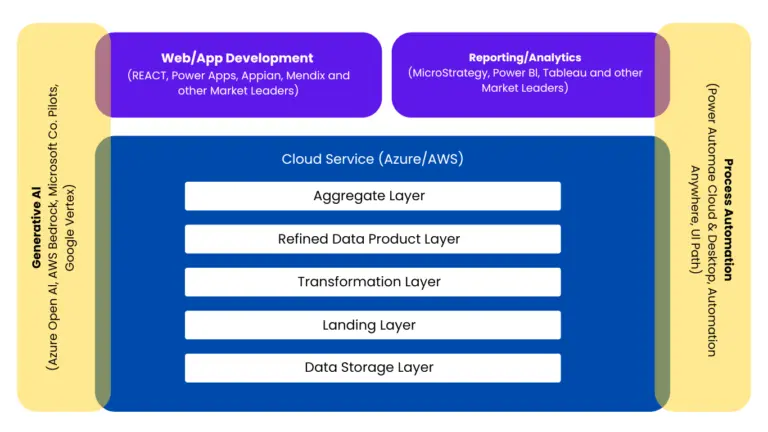 Generative AI
(Azure Open AI, AWS Bedrock, Microsoft Co. Pilots,
Google Vertex)
Web/App Development
(REACT, Power Apps, Appian, Mendix and
other Market Leaders)
Reporting/Analytics
(MicroStrategy, Power BI, Tableau and other
Market Leaders)
Cloud Service (Azure/AWS)
Aggregate Layer
Refined Data Product Layer
Transformation Layer
Landing Layer
Data Storage Layer
Process Automation
(Power Automae Cloud & Desktop, Automation
Anywhere, UI Path)